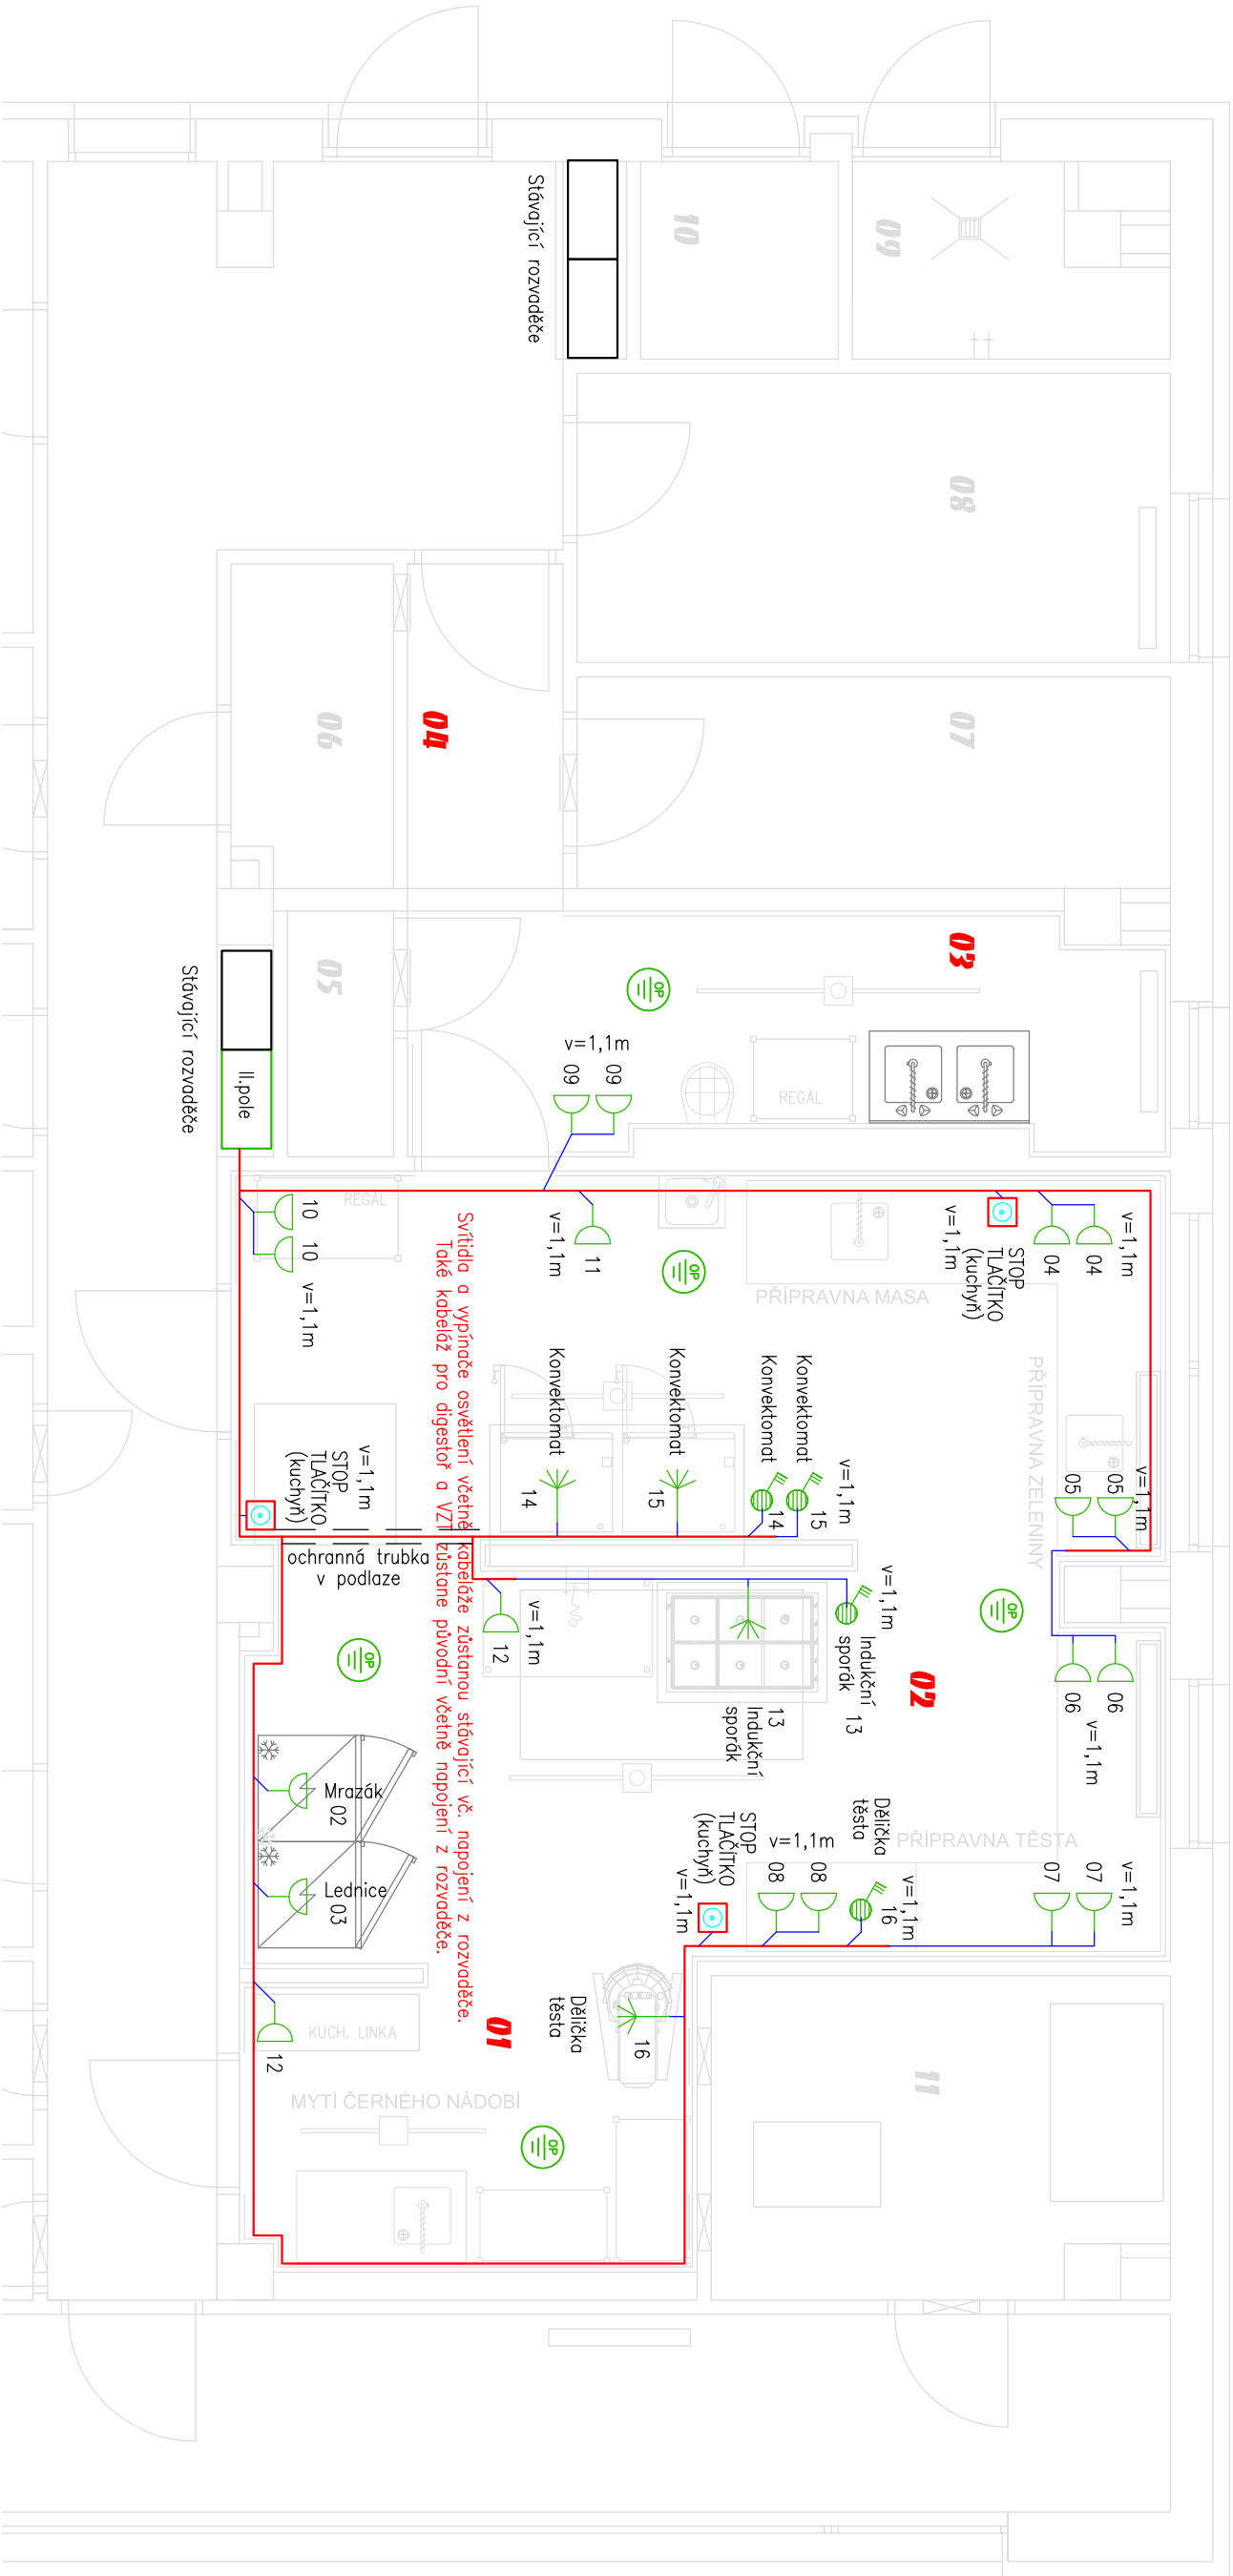 Stávající rozvaděče
10
09
08
07
06
04
05
03
Stávající rozvaděče
II.pole
OP
v=1,1m
09
09
REGÁL
REGÁL
10
10
v=1,1m
v=1,1m
11
OP
v=1,1m
STOP
TLAČÍTKO
(kuchyň)
04
04
v=1,1m
PŘÍPRAVNA MASA
PŘÍPRAVNA ZELENINY
Svítidla a vypínače osvětlení včetně kabeláže zůstanou stávající vč. napojení z rozvaděče.
Také kabeláž pro digestoř a VZT zůstane původní včetně napojení z rozvaděče.
Konvektomat
14
Konvektomat
15
Konvektomat
14
Konvektomat
15
v=1,1m
05
05
v=1,1m
v=1,1m
STOP
TLAČÍTKO
(kuchyň)
ochranná trubka
v podlaze
v=1,1m
12
v=1,1m
Indukční
sporák
13
13
Indukční
sporák
02
OP
06
06
v=1,1m
OP
Mrazák
02
Lednice
03
STOP
TLAČÍTKO
(kuchyň)
v=1,1m
v=1,1m
08
08
Dělička
těsta
16
v=1,1m
PŘÍPRAVNA TĚSTA
07
07
v=1,1m
KUCH. LINKA
12
01
Dělička
těsta
16
11
MYTÍ ČERNÉHO NÁDOBÍ
OP